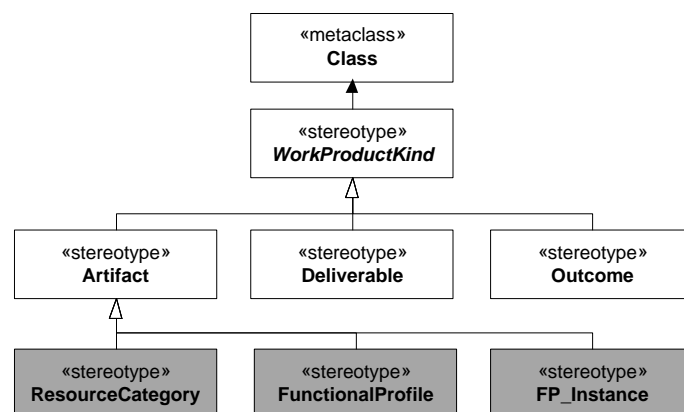 «metaclass»
Class
«stereotype»
WorkProductKind
«stereotype»
Artifact
«stereotype»
Deliverable
«stereotype»
Outcome
«stereotype»
ResourceCategory
«stereotype»
FunctionalProfile
«stereotype»
FP_Instance